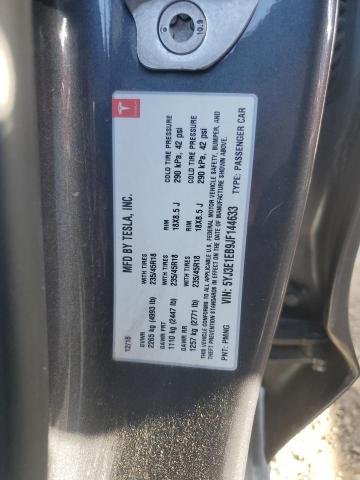 10.9
TESLA
MFD BY TESLA, INC.
12/18
GVWR
2265 kg (4993 lb)
GAWR FRT WITH TIRES RIM COLD TIRE PRESSURE
1110 kg (2447 lb) 235/45R18 18X8.5 J 290 kPa, 42 psi
GAWR RR WITH TIRES RIM COLD TIRE PRESSURE
1257 kg (2771 lb) 235/45R18 18X8.5 J 290 kPa, 42 psi
THIS VEHICLE CONFORMS TO ALL APPLICABLE U.S. FEDERAL MOTOR VEHICLE SAFETY, BUMPER, AND
THEFT PREVENTION STANDARDS IN EFFECT ON THE DATE OF MANUFACTURE SHOWN ABOVE.
VIN: 5YJ3E1EB9JF144633 TYPE: PASSENGER CAR
PNT: PMNG